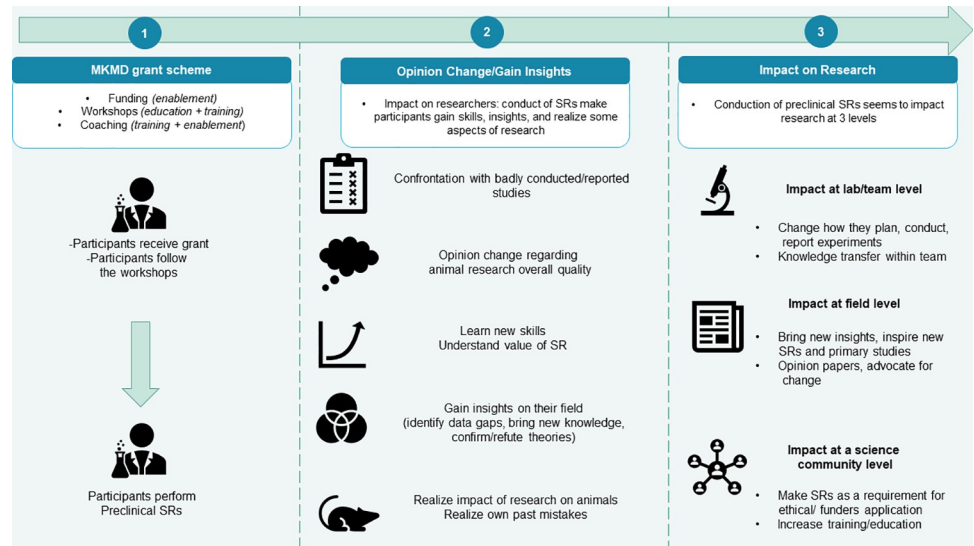 1
MKMD grant scheme
• Funding (enablement)
• Workshops (education + training)
• Coaching (training + enablement)
-Participants receive grant
-Participants follow
the workshops
Participants perform
Preclinical SRs
2
Opinion Change/Gain Insights
• Impact on researchers: conduct of SRs make
participants gain skills, insights, and realize some
aspects of research
Confrontation with badly conducted/reported
studies
Opinion change regarding
animal research overall quality
Learn new skills
Understand value of SR
Gain insights on their field
(identify data gaps, bring new knowledge,
confirm/refute theories)
Realize impact of research on animals
Realize own past mistakes
3
Impact on Research
• Conduction of preclinical SRs seems to impact
research at 3 levels
Impact at lab/team level
• Change how they plan, conduct,
report experiments
• Knowledge transfer within team
Impact at field level
• Bring new insights, inspire new
SRs and primary studies
• Opinion papers, advocate for
change
Impact at a science
community level
• Make SRs as a requirement for
ethical/ funders application
• Increase training/education